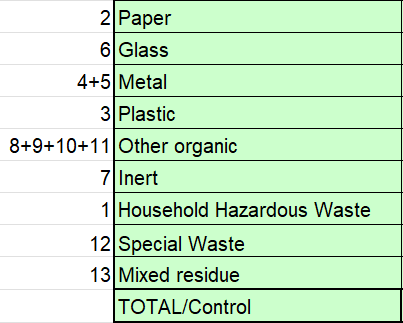 2 Paper
6 Glass
4+5 Metal
3 Plastic
8+9+10+11 Other organic
7 Inert
1 Household Hazardous Waste
12 Special Waste
13 Mixed residue
TOTAL/Control